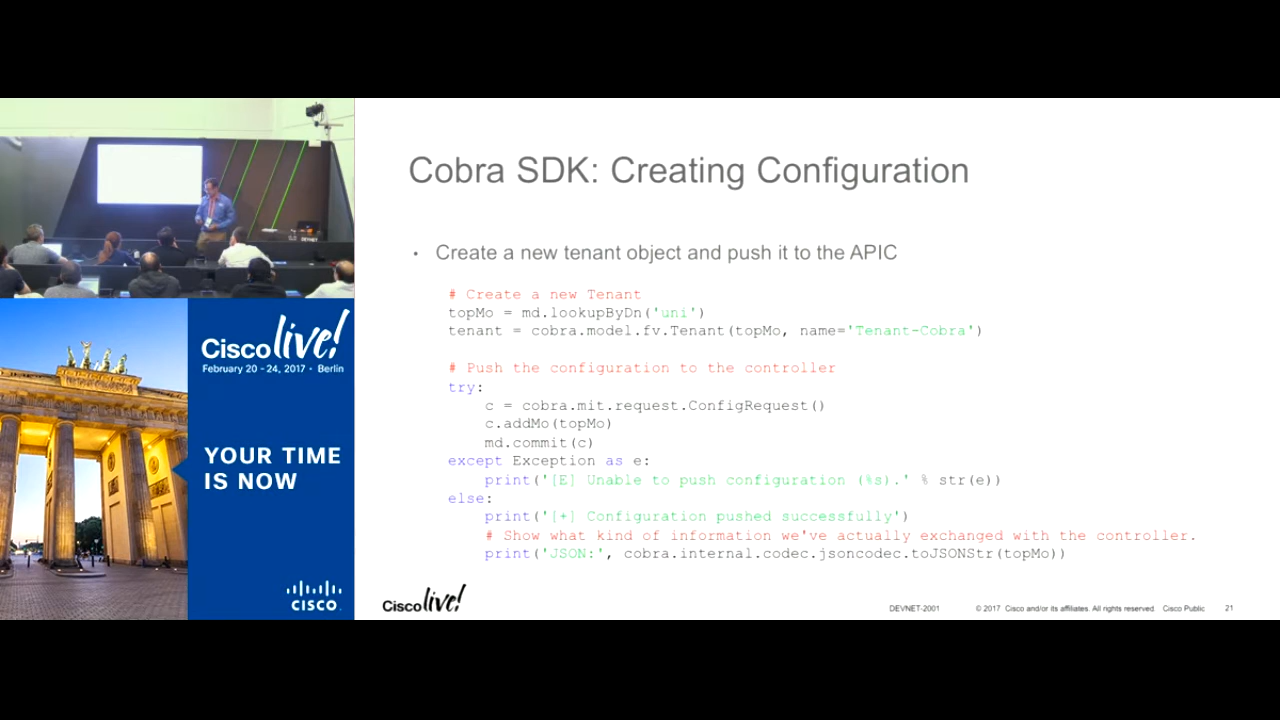 Cobra SDK: Creating Configuration
• Create a new tenant object and push it to the APIC
# Create a new Tenant
topMo = md.lookupByDn('uni')
tenant = cobra.model.fv.Tenant(topMo, name='Tenant-Cobra')
# Push the configuration to the controller
try:
    c = cobra.mit.request.ConfigRequest()
    c.addMo(topMo)
    md.commit(c)
except Exception as e:
    print('[E] Unable to push configuration (%s).' % str(e))
else:
    print('[+] Configuration pushed successfully')
    # Show what kind of information we've actually exchanged with the controller.
    print('JSON:', cobra.internal.codec.jsoncodec.toJSONStr(topMo))
Cisco live!
DEVNET-2001 © 2017 Cisco and/or its affiliates. All rights reserved. Cisco Public 21
DEVNET
Cisco live!
February 20 - 24, 2017 • Berlin
YOUR TIME
IS NOW
CISCO